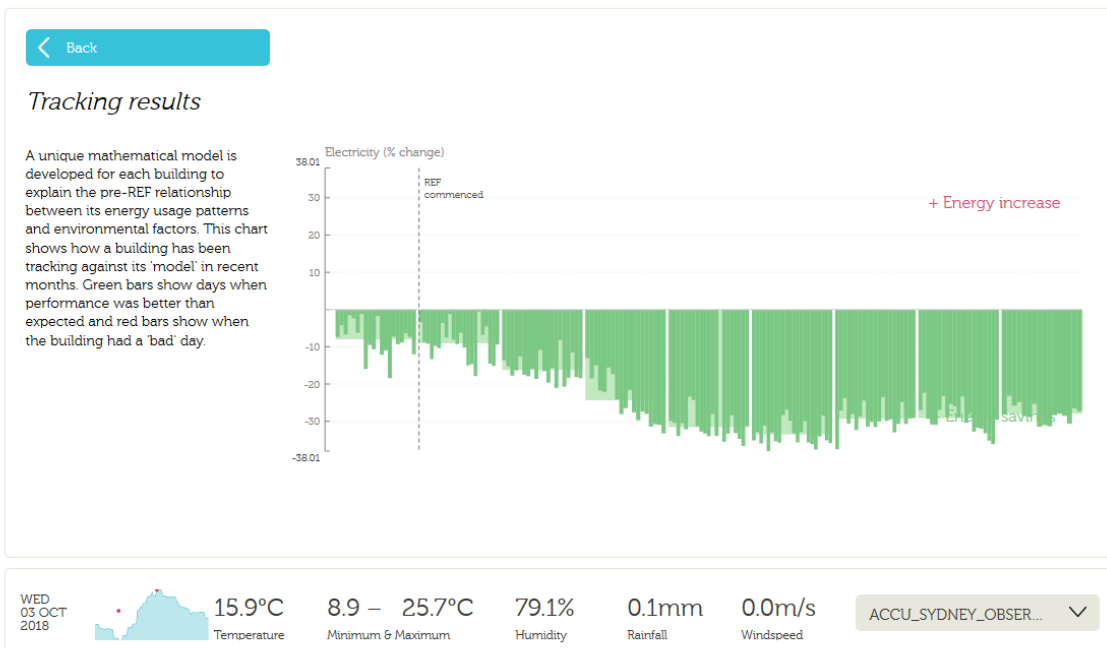 Back
Tracking results
A unique mathematical model is
developed for each building to
explain the pre-REF relationship
between its energy usage patterns
and environmental factors. This chart
shows how a building has been
tracking against its 'model' in recent
months. Green bars show days when
performance was better than
expected and red bars show when
the building had a 'bad' day.
Electricity (% change)
38.01
REF
commenced
30
+ Energy increase
20
10
-10
-20
-30
-38.01
WED
03 OCT
2018
15.9°C
Temperature
8.9 – 25.7°C
Minimum & Maximum
79.1%
Humidity
0.1mm
Rainfall
0.0m/s
Windspeed
ACCU_SYDNEY_OBSER...